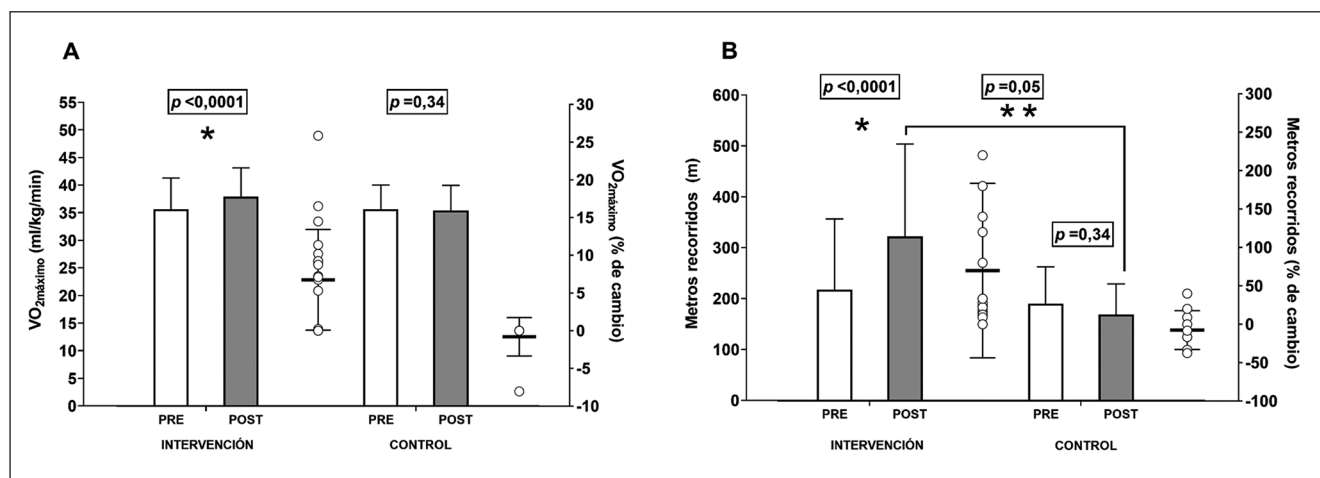 A
p <0,0001
p =0,34
*
55
50
45
40
35
30
25
20
15
10
5
0
VO2máximo (ml/kg/min)
30
25
20
15
10
5
0
-5
-10
VO2máximo (% de cambio)
PRE
POST
PRE
POST
INTERVENCIÓN
CONTROL
B
p <0,0001
p =0,05
*
* *
p =0,34
600
500
400
300
200
100
0
Metros recorridos (m)
300
250
200
150
100
50
0
-50
-100
Metros recorridos (% de cambio)
PRE
POST
PRE
POST
INTERVENCIÓN
CONTROL